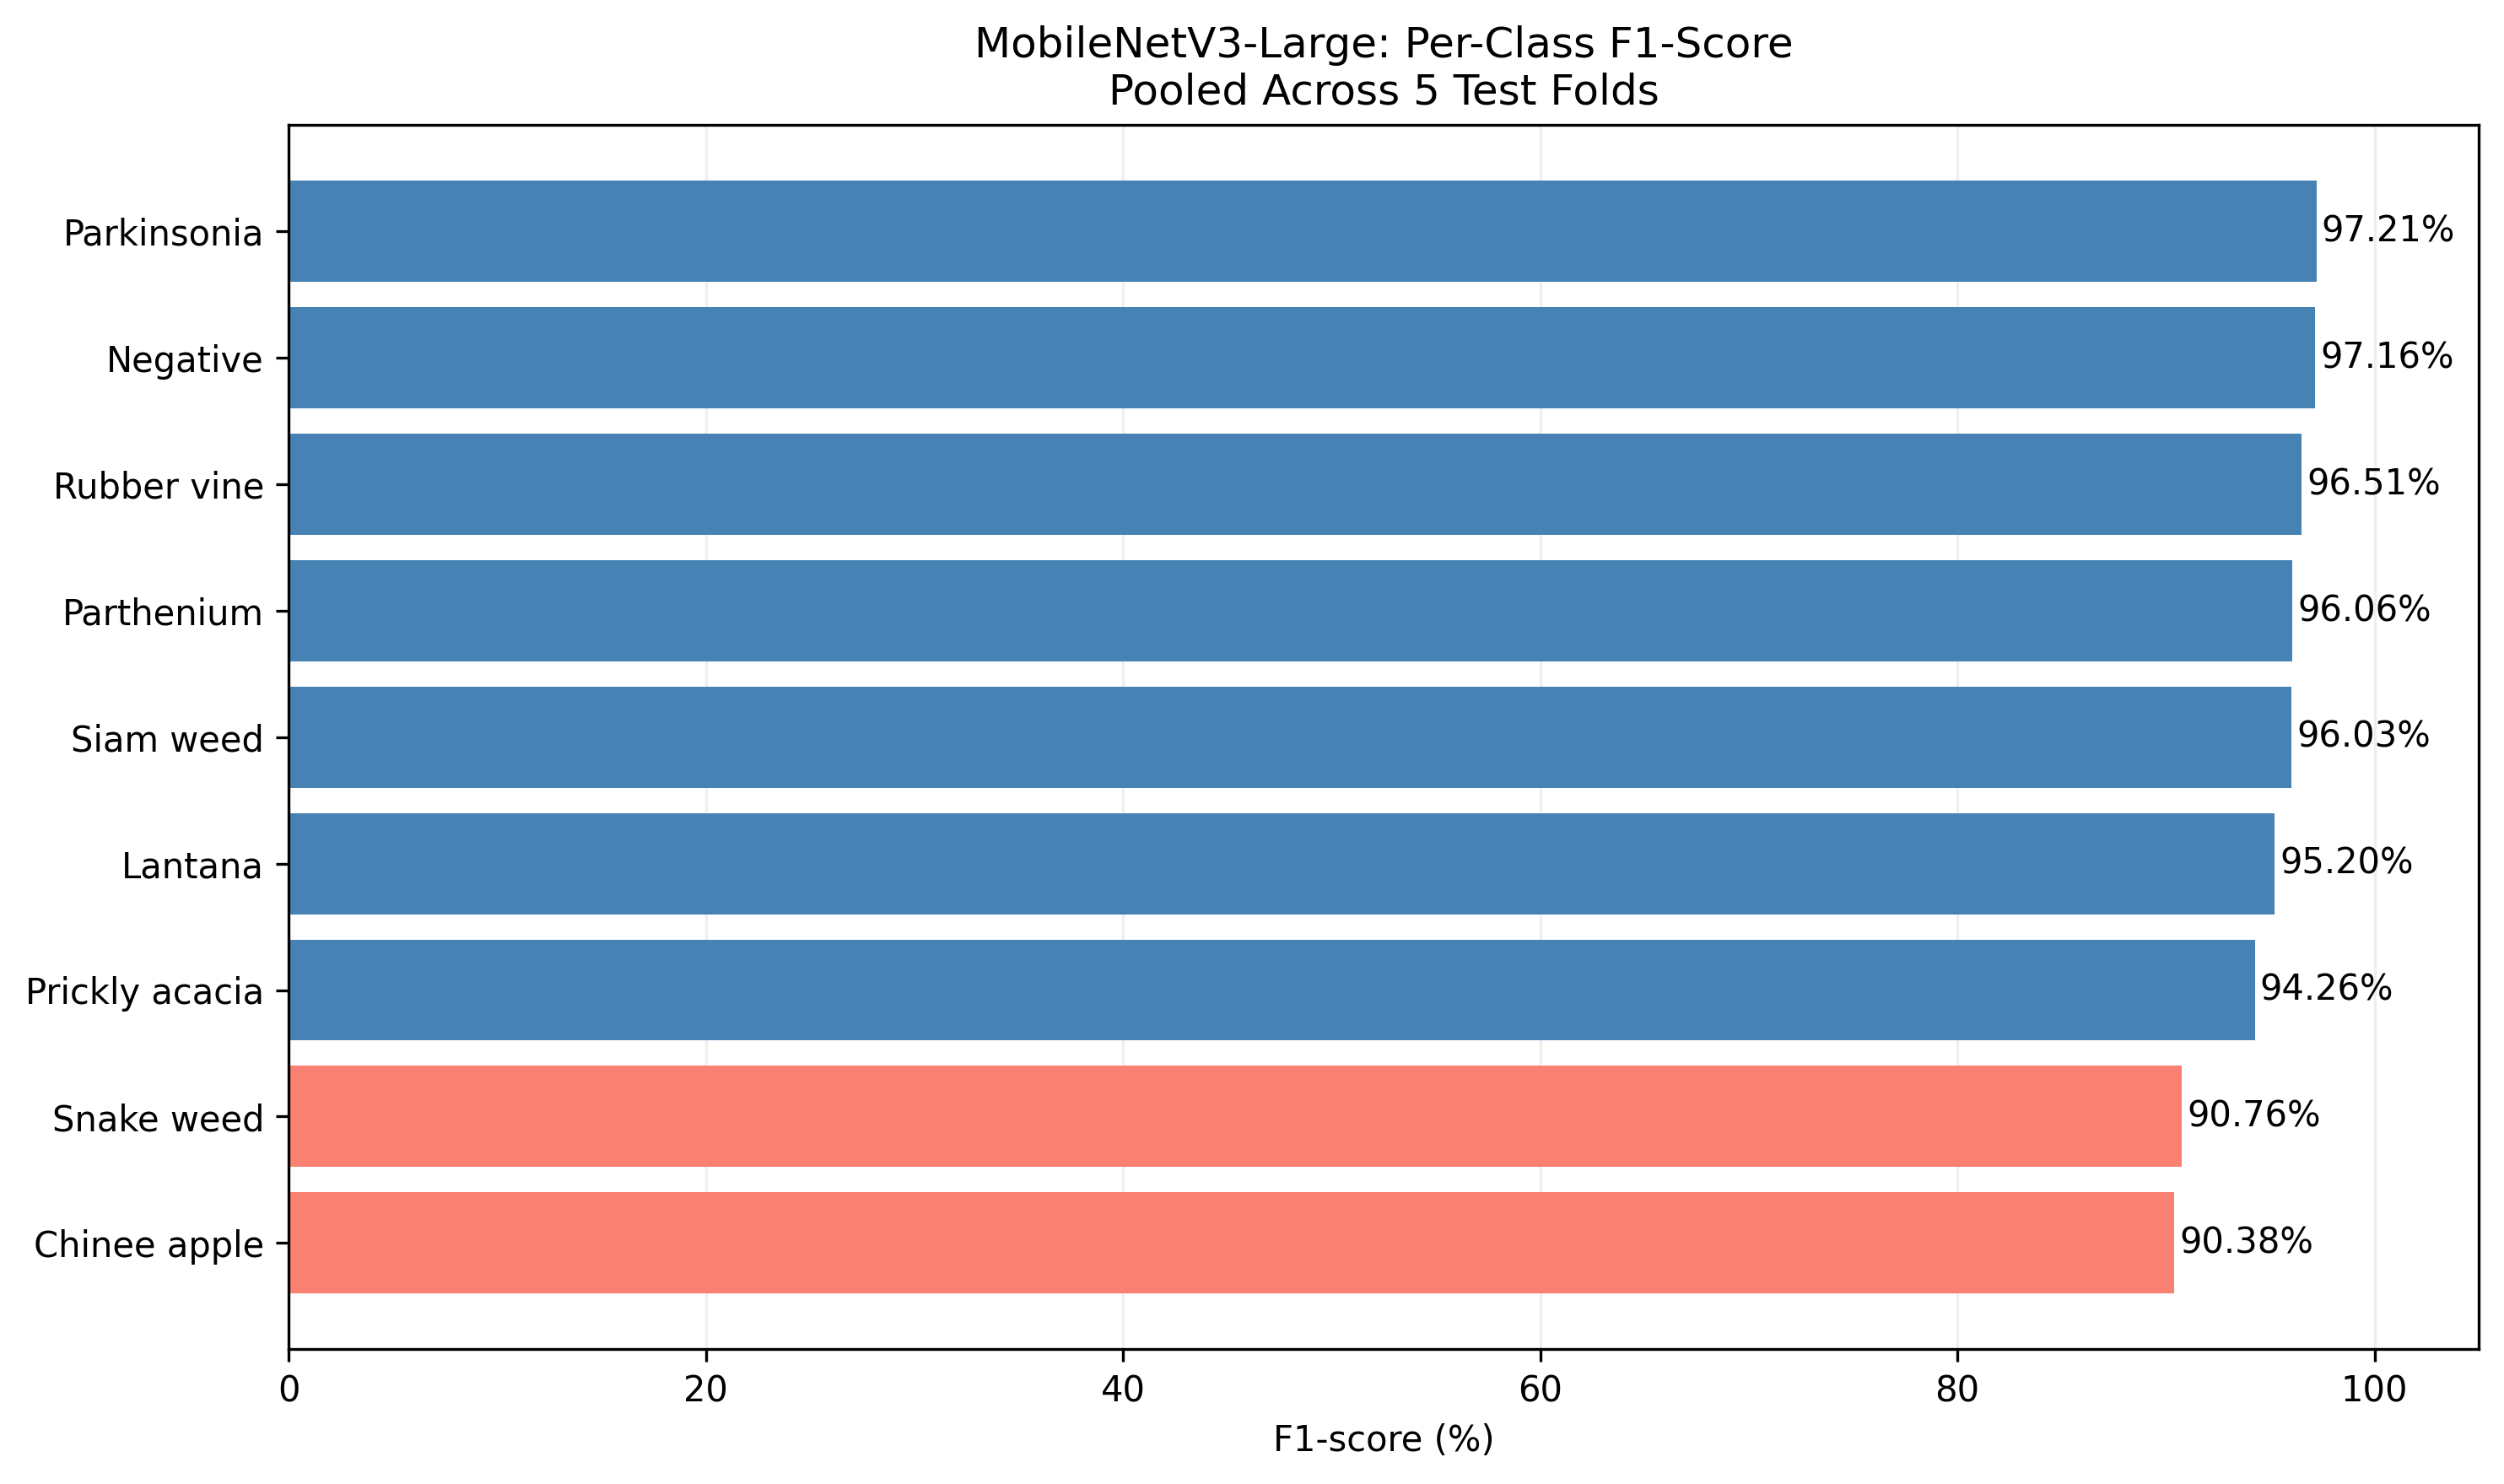 MobileNetV3-Large: Per-Class F1-Score
Pooled Across 5 Test Folds
Parkinsonia 97.21%
Negative 97.16%
Rubber vine 96.51%
Parthenium 96.06%
Siam weed 96.03%
Lantana 95.20%
Prickly acacia 94.26%
Snake weed 90.76%
Chinee apple 90.38%
0 20 40 60 80 100
F1-score (%)